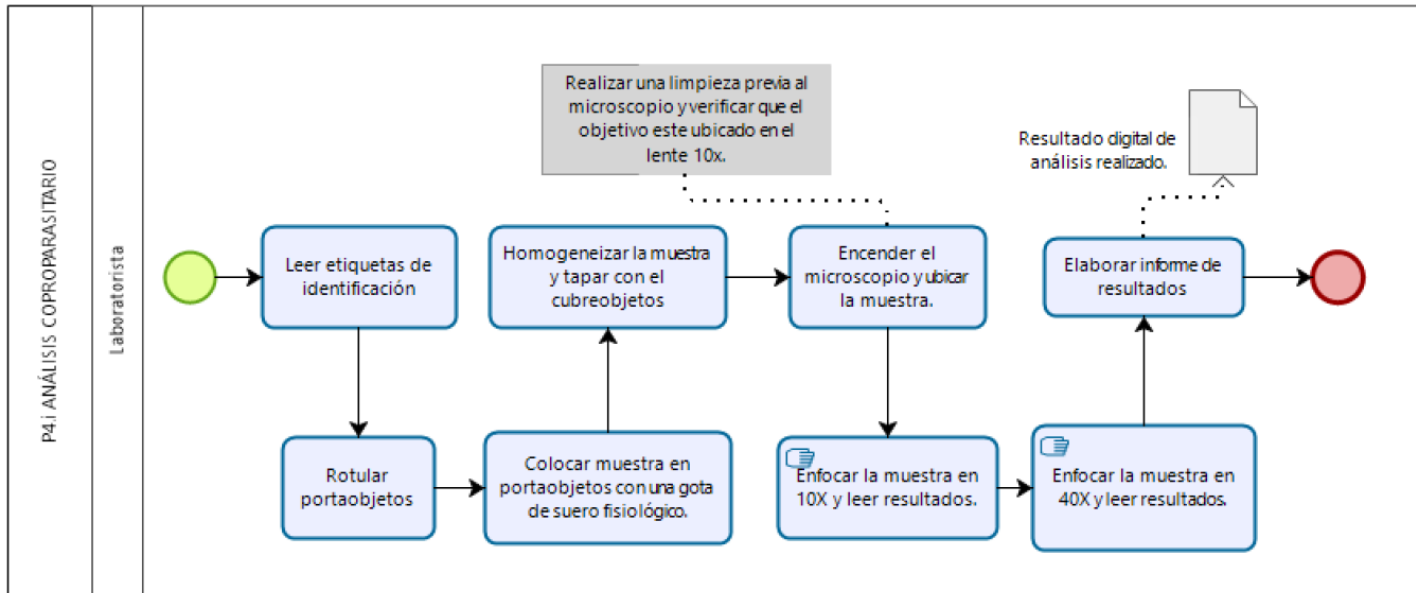 P4.i ANÁLISIS COPROPARASITARIO
Laboratorista
Leer etiquetas de
identificación
Rotular
portaobjetos
Colocar muestra en
portaobjetos con una gota
de suero fisiológico.
Homogeneizar la muestra
y tapar con el
cubreobjetos
Realizar una limpieza previa al
microscopio y verificar que el
objetivo este ubicado en el
lente 10x.
Encender el
microscopio y ubicar
la muestra.
Enfocar la muestra en
10X y leer resultados.
Enfocar la muestra en
40X y leer resultados.
Elaborar informe de
resultados
Resultado digital de
análisis realizado.